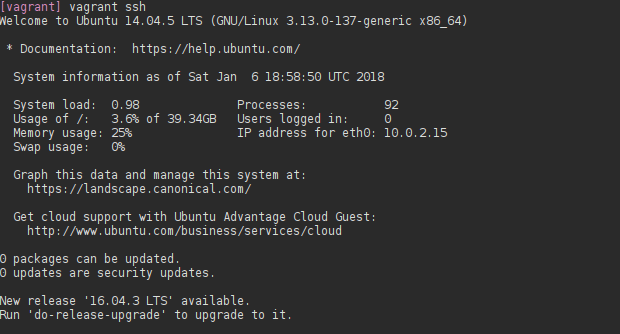 [vagrant] vagrant ssh
Welcome to Ubuntu 14.04.5 LTS (GNU/Linux 3.13.0-137-generic x86_64)
* Documentation: https://help.ubuntu.com/
System information as of Sat Jan 6 18:58:50 UTC 2018
System load: 0.98 Processes: 92
Usage of /: 3.6% of 39.34GB Users logged in: 0
Memory usage: 25% IP address for eth0: 10.0.2.15
Swap usage: 0%
Graph this data and manage this system at:
https://landscape.canonical.com/
Get cloud support with Ubuntu Advantage Cloud Guest:
http://www.ubuntu.com/business/services/cloud
0 packages can be updated.
0 updates are security updates.
New release '16.04.3 LTS' available.
Run 'do-release-upgrade' to upgrade to it.